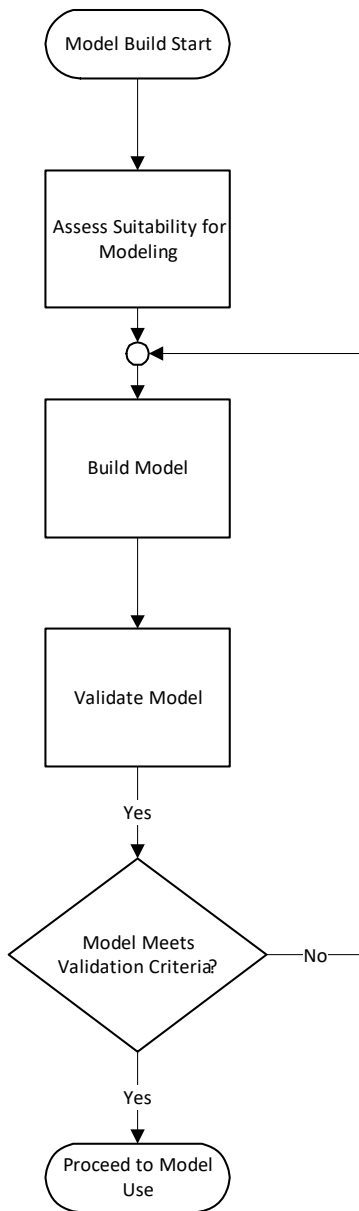 Model Build Start
Assess Suitability for
Modeling
Build Model
Validate Model
Yes
Model Meets
Validation Criteria?
No
Yes
Proceed to Model
Use